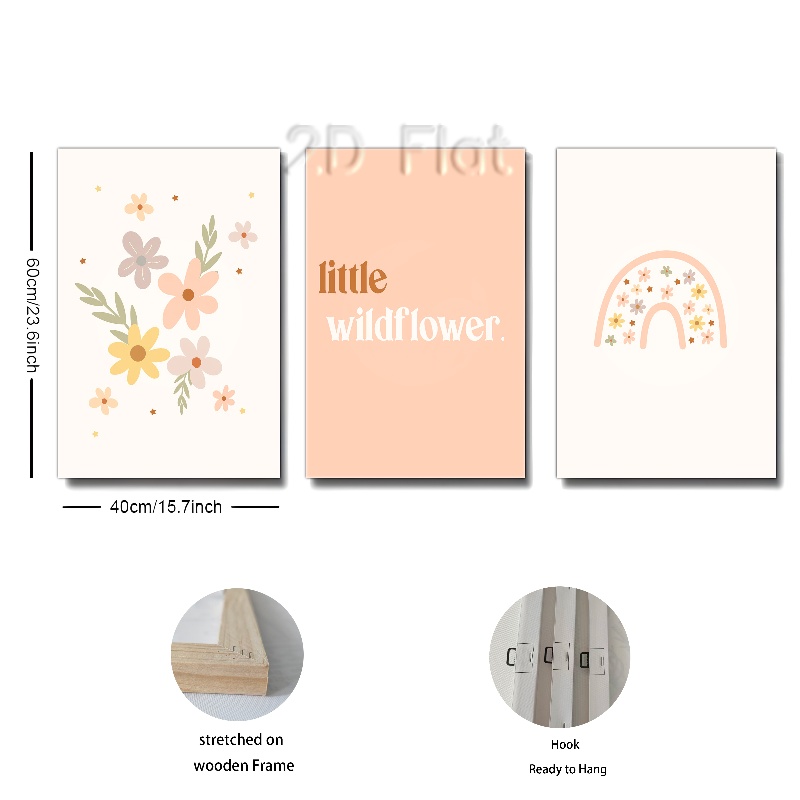 2D Flat
60cm/23.6inch
little
wildflower.
40cm/15.7inch
stretched on
wooden Frame
Hook
Ready to Hang